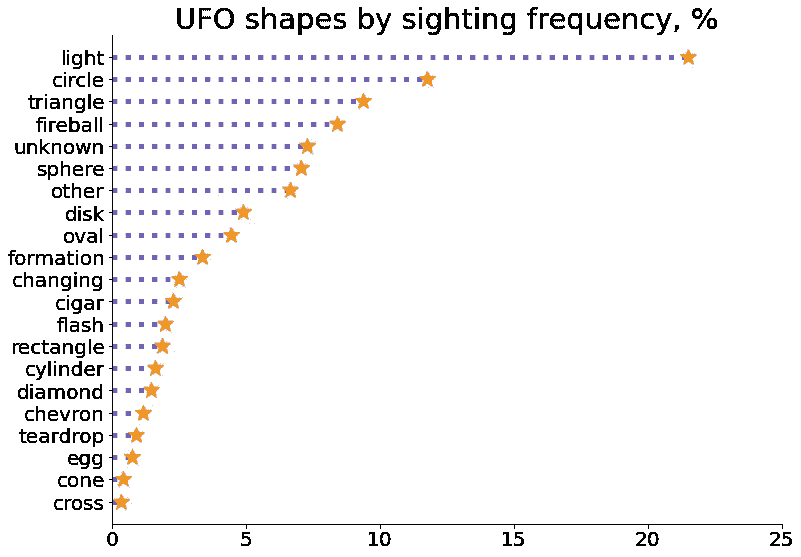 UFO shapes by sighting frequency, %
light
circle
triangle
fireball
unknown
sphere
other
disk
oval
formation
changing
cigar
flash
rectangle
cylinder
diamond
chevron
teardrop
egg
cone
cross
0 5 10 15 20 25